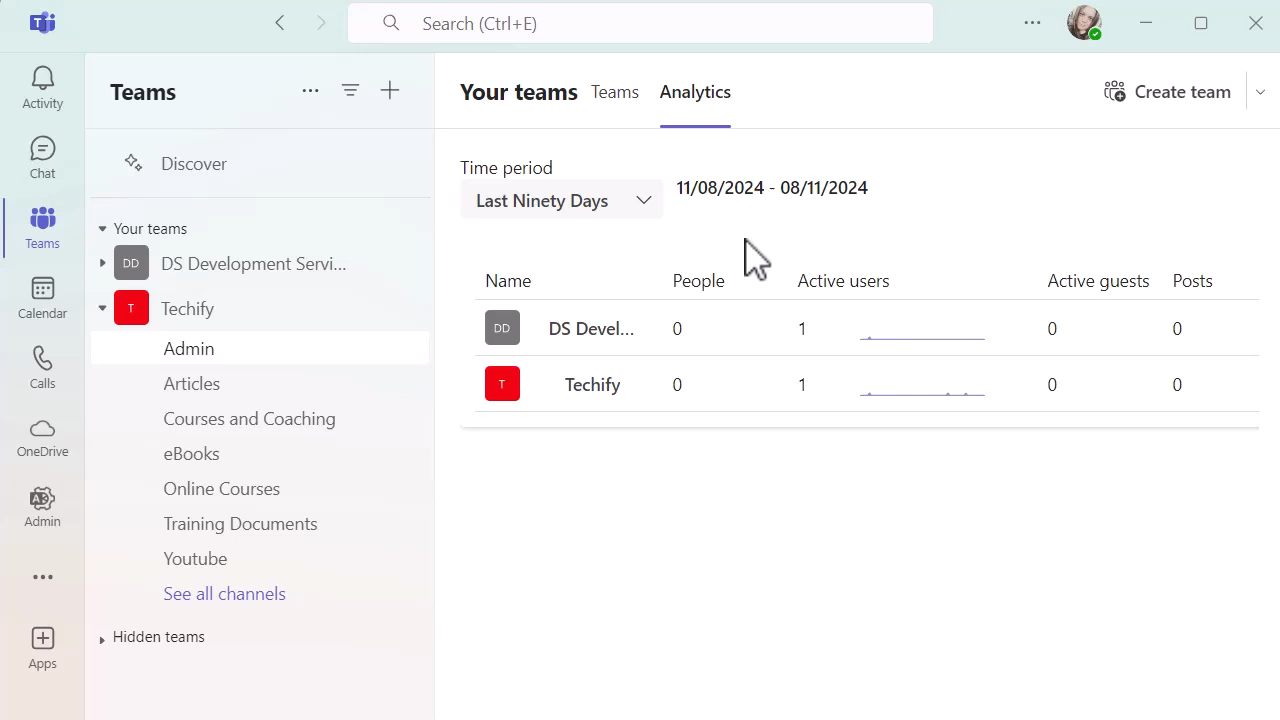 Search (Ctrl+E)
Activity
Chat
Teams
Calendar
Calls
OneDrive
Admin
Apps
Teams
Discover
Your teams
DD DS Development Servi...
T Techify
Admin
Articles
Courses and Coaching
eBooks
Online Courses
Training Documents
Youtube
See all channels
Hidden teams
Your teams Teams Analytics Create team
Time period
Last Ninety Days 11/08/2024 - 08/11/2024
Name People Active users Active guests Posts
DD DS Devel... 0 1 0 0
T Techify 0 1 0 0